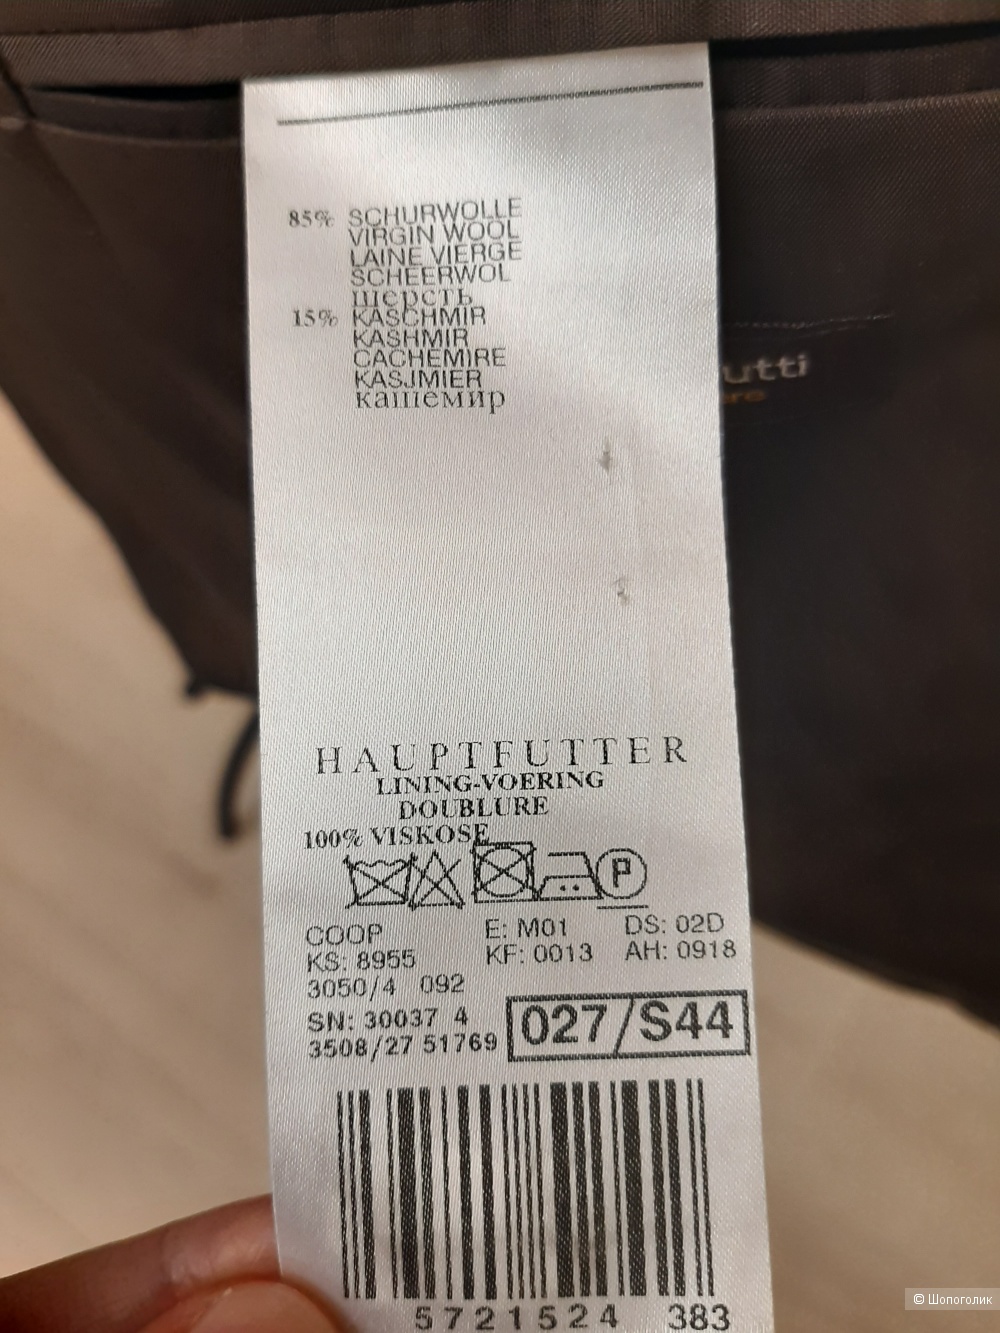 85% SCHURWOLLE
VIRGIN WOOL
LAINE VIERGE
SCHEERWOL
шерсть
15% KASCHMIR
KASHMIR
CACHEMIRE
KASJMIER
кашемир
utti
HAUPTFUTTER
LINING-VOERING
DOUBLURE
100% VISKOSE
P
COOP E: M01 DS: 02D
KS: 8955 KF: 0013 AH: 0918
3050/4 092
SN: 30037 4
3508/27 51769
027/S44
5721524 383
© Шопоголик